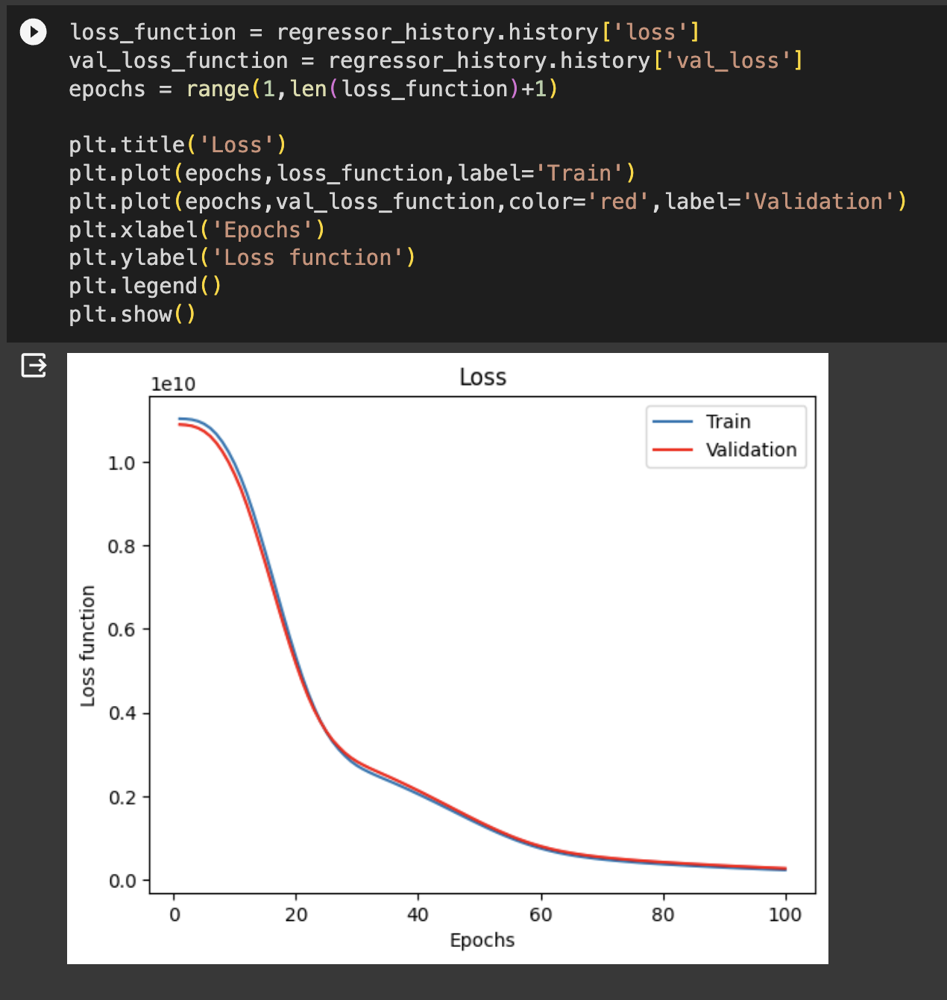 loss_function = regressor_history.history['loss']
val_loss_function = regressor_history.history['val_loss']
epochs = range(1,len(loss_function)+1)
plt.title('Loss')
plt.plot(epochs,loss_function,label='Train')
plt.plot(epochs,val_loss_function,color='red',label='Validation')
plt.xlabel('Epochs')
plt.ylabel('Loss function')
plt.legend()
plt.show()
Loss
1e10
Train
Validation
1.0
0.8
0.6
0.4
0.2
0.0
Loss function
0 20 40 60 80 100
Epochs